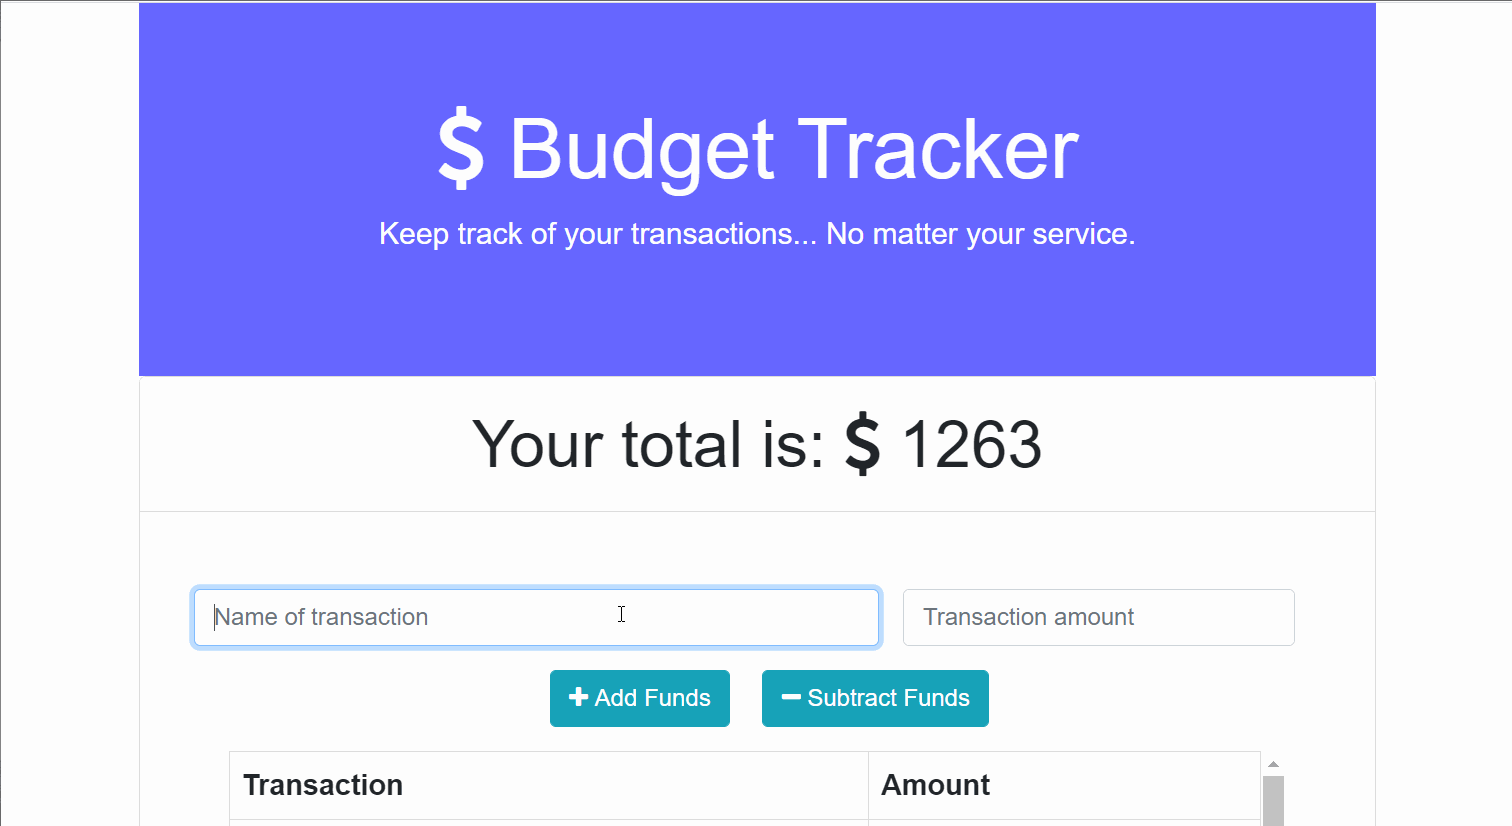 $ Budget Tracker
Keep track of your transactions... No matter your service.
Your total is: $ 1263
Name of transaction
Transaction amount
Add Funds
Subtract Funds
Transaction
Amount